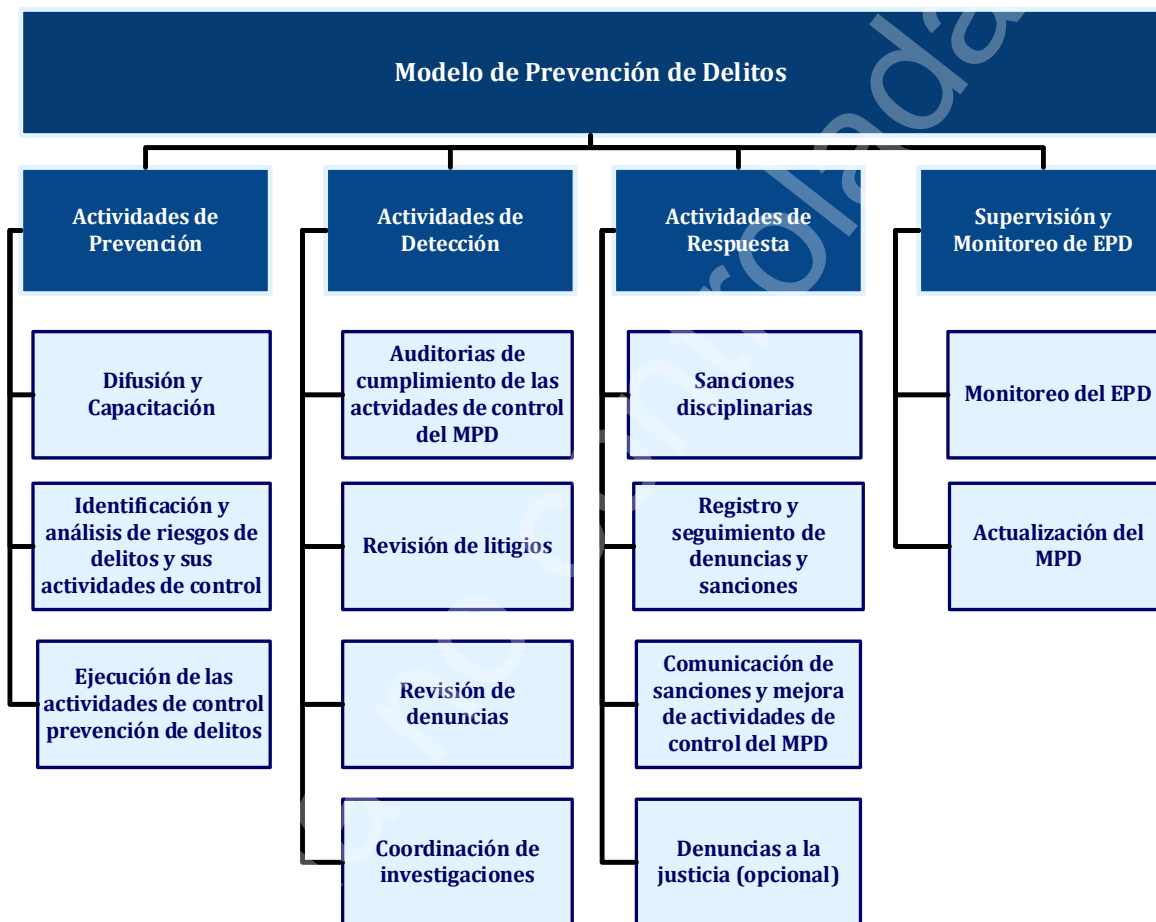 Modelo de Prevención de Delitos
Actividades de
Prevención
Difusión y
Capacitación
Identificación y
análisis de riesgos de
delitos y sus
actividades de control
Ejecución de las
actividades de control
prevención de delitos
Actividades de
Detección
Auditorias de
cumplimiento de las
actvidades de control
del MPD
Revisión de litigios
Revisión de
denuncias
Coordinación de
investigaciones
Actividades de
Respuesta
Sanciones
disciplinarias
Registro y
seguimiento de
denuncias y
sanciones
Comunicación de
sanciones y mejora
de actividades de
control del MPD
Denuncias a la
justicia (opcional)
Supervisión y
Monitoreo de EPD
Monitoreo del EPD
Actualización del
MPD
no controlada